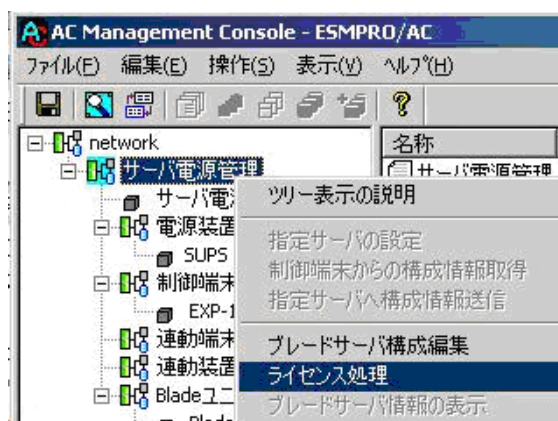 AC Management Console - ESMPRO/AC
ファイル(F) 編集(E) 操作(S) 表示(V) ヘルプ(H)
network
サーバ電源管理
サーバ電
電源装置
SUPS
制御端末
EXP-1
連動端末
連動装置
Bladeユニ
名称
サーバ電源管理
ツリー表示の説明
指定サーバの設定
制御端末からの構成情報取得
指定サーバへ構成情報送信
ブレードサーバ構成編集
ライセンス処理
ブレードサーバ情報の表示